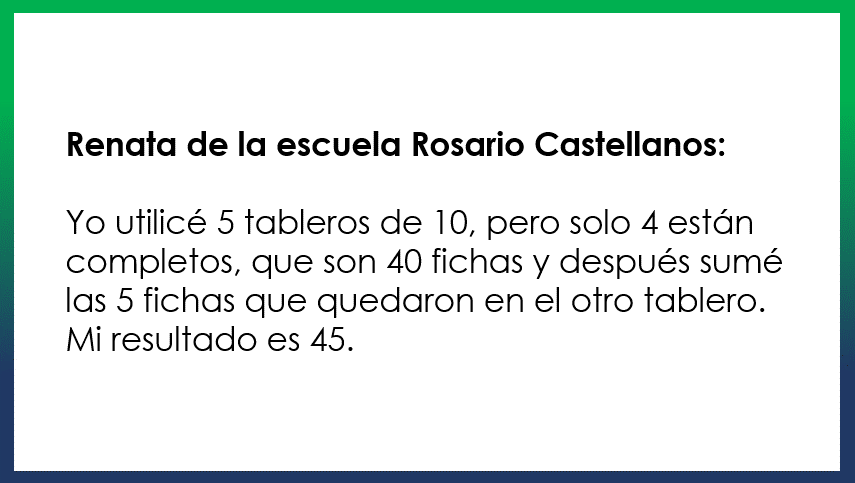 Renata de la escuela Rosario Castellanos:
Yo utilicé 5 tableros de 10, pero solo 4 están
completos, que son 40 fichas y después sumé
las 5 fichas que quedaron en el otro tablero.
Mi resultado es 45.